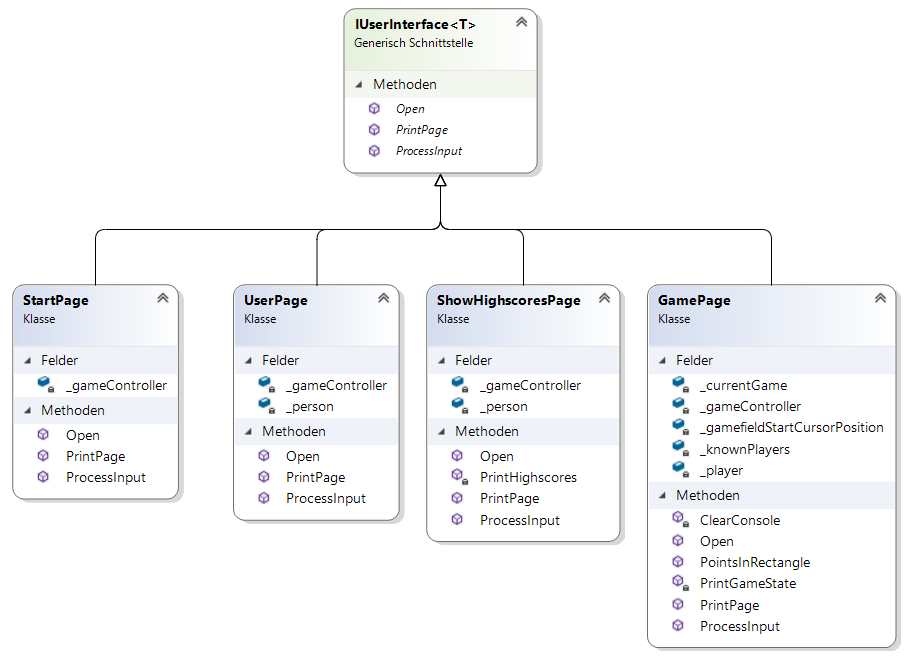 IUserInterface<T>
Generisch Schnittstelle
Methoden
Open
PrintPage
ProcessInput
StartPage
Klasse
Felder
_gameController
Methoden
Open
PrintPage
ProcessInput
UserPage
Klasse
Felder
_gameController
_person
Methoden
Open
PrintPage
ProcessInput
ShowHighscoresPage
Klasse
Felder
_gameController
_person
Methoden
Open
PrintHighscores
PrintPage
ProcessInput
GamePage
Klasse
Felder
_currentGame
_gameController
_gamefieldStartCursorPosition
_knownPlayers
_player
Methoden
ClearConsole
Open
PointsInRectangle
PrintGameState
PrintPage
ProcessInput